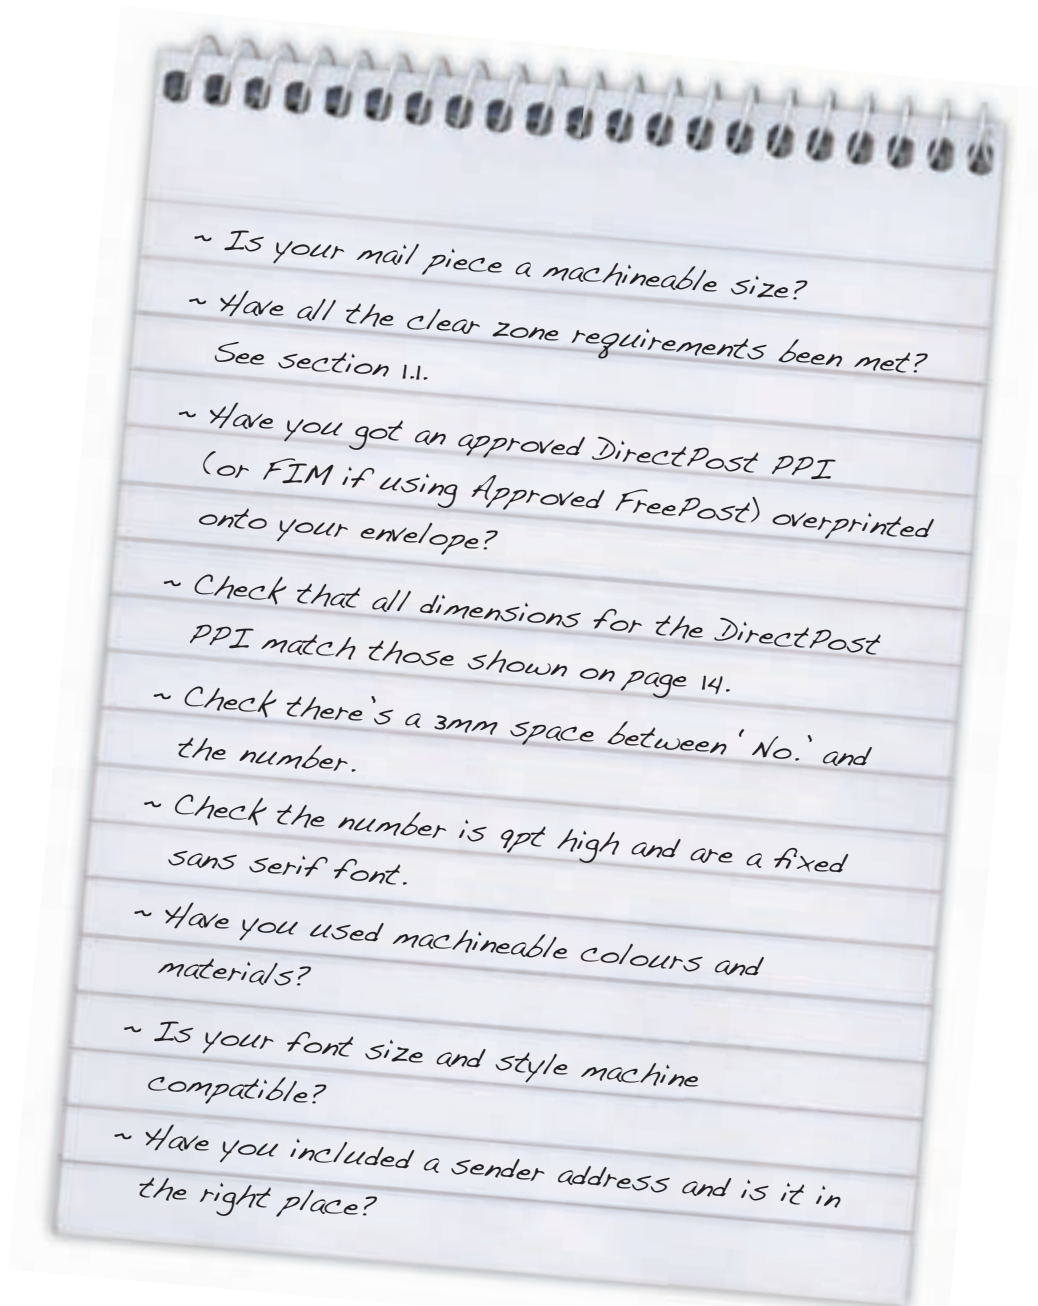 ~ Is your mail piece a machineable size?
~ Have all the clear zone requirements been met?
See section 1.1.
~ Have you got an approved DirectPost PPI
(or FIM if using Approved FreePost) overprinted
onto your envelope?
~ Check that all dimensions for the DirectPost
PPI match those shown on page 14.
~ Check there's a 3mm space between 'No.' and
the number.
~ Check the number is 9pt high and are a fixed
sans serif font.
~ Have you used machineable colours and
materials?
~ Is your font size and style machine
compatible?
~ Have you included a sender address and is it in
the right place?